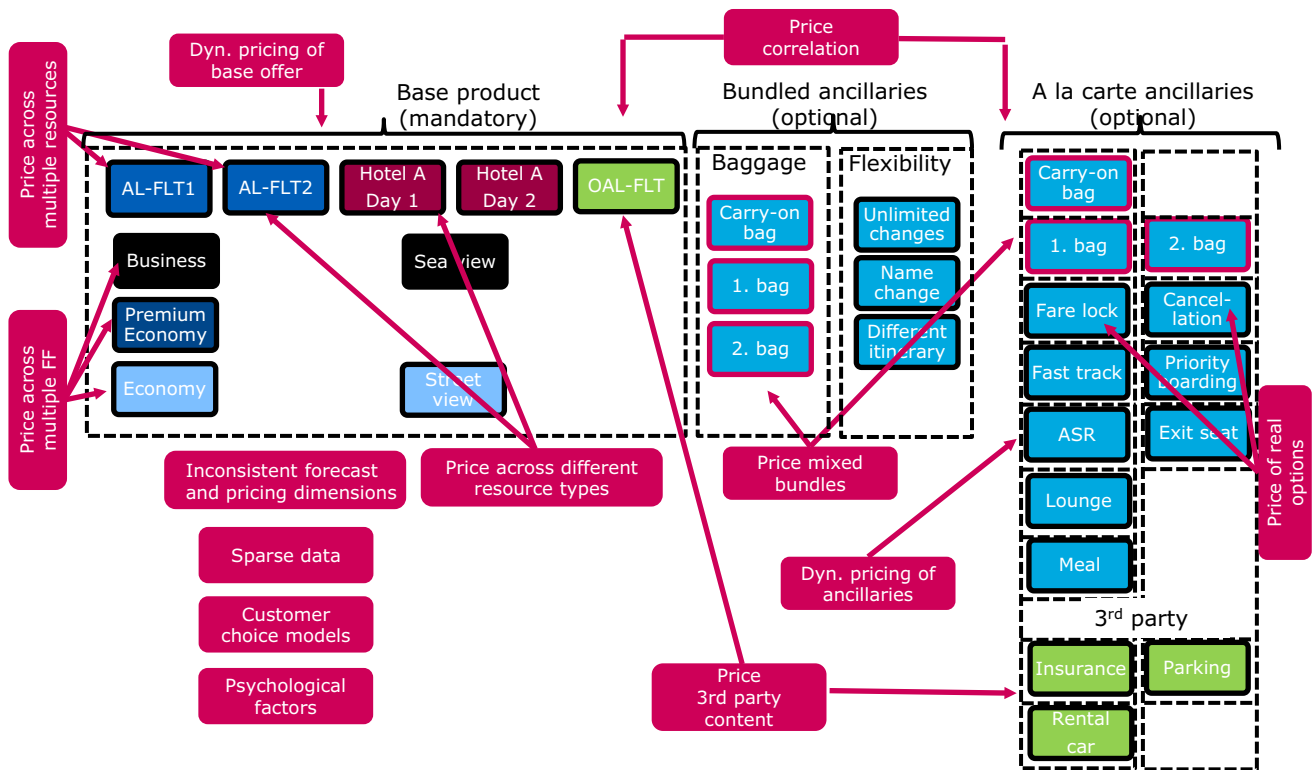 Price
correlation
Dyn. pricing of
base offer
Price across
multiple resources
Base product
(mandatory)
Bundled ancillaries
(optional)
A la carte ancillaries
(optional)
AL-FLT1
AL-FLT2
Hotel A
Day 1
Hotel A
Day 2
OAL-FLT
Business
Sea view
Premium
Economy
Economy
Street
view
Price across
multiple FF
Baggage
Carry-on
bag
1. bag
2. bag
Flexibility
Unlimited
changes
Name
change
Different
itinerary
Carry-on
bag
1. bag
2. bag
Fare lock
Cancel-
lation
Fast track
Priority
boarding
ASR
Exit seat
Lounge
Meal
3rd party
Insurance
Parking
Rental
car
Price of real
options
Inconsistent forecast
and pricing dimensions
Price across different
resource types
Price mixed
bundles
Sparse data
Dyn. pricing of
ancillaries
Customer
choice models
Psychological
factors
Price
3rd party
content